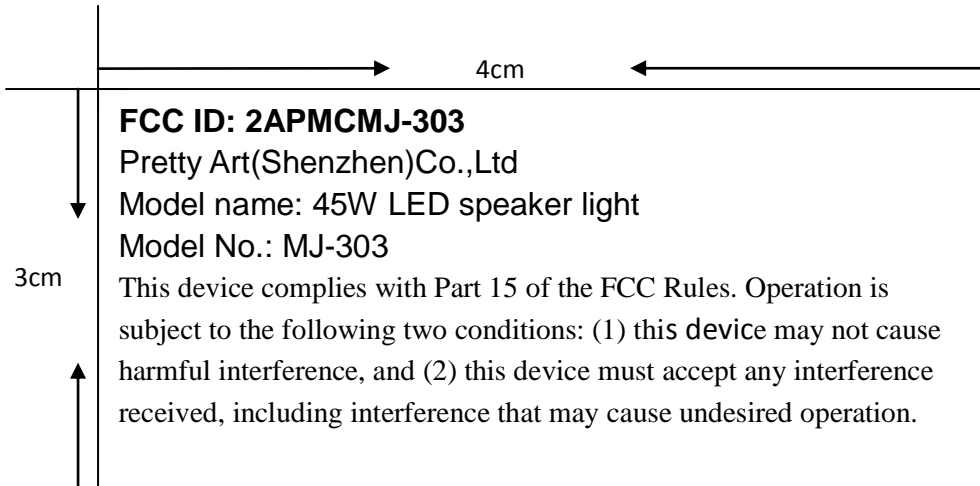 4cm
FCC ID: 2APMCMJ-303
Pretty Art(Shenzhen)Co.,Ltd
Model name: 45W LED speaker light
Model No.: MJ-303
3cm
This device complies with Part 15 of the FCC Rules. Operation is
subject to the following two conditions: (1) this device may not cause
harmful interference, and (2) this device must accept any interference
received, including interference that may cause undesired operation.